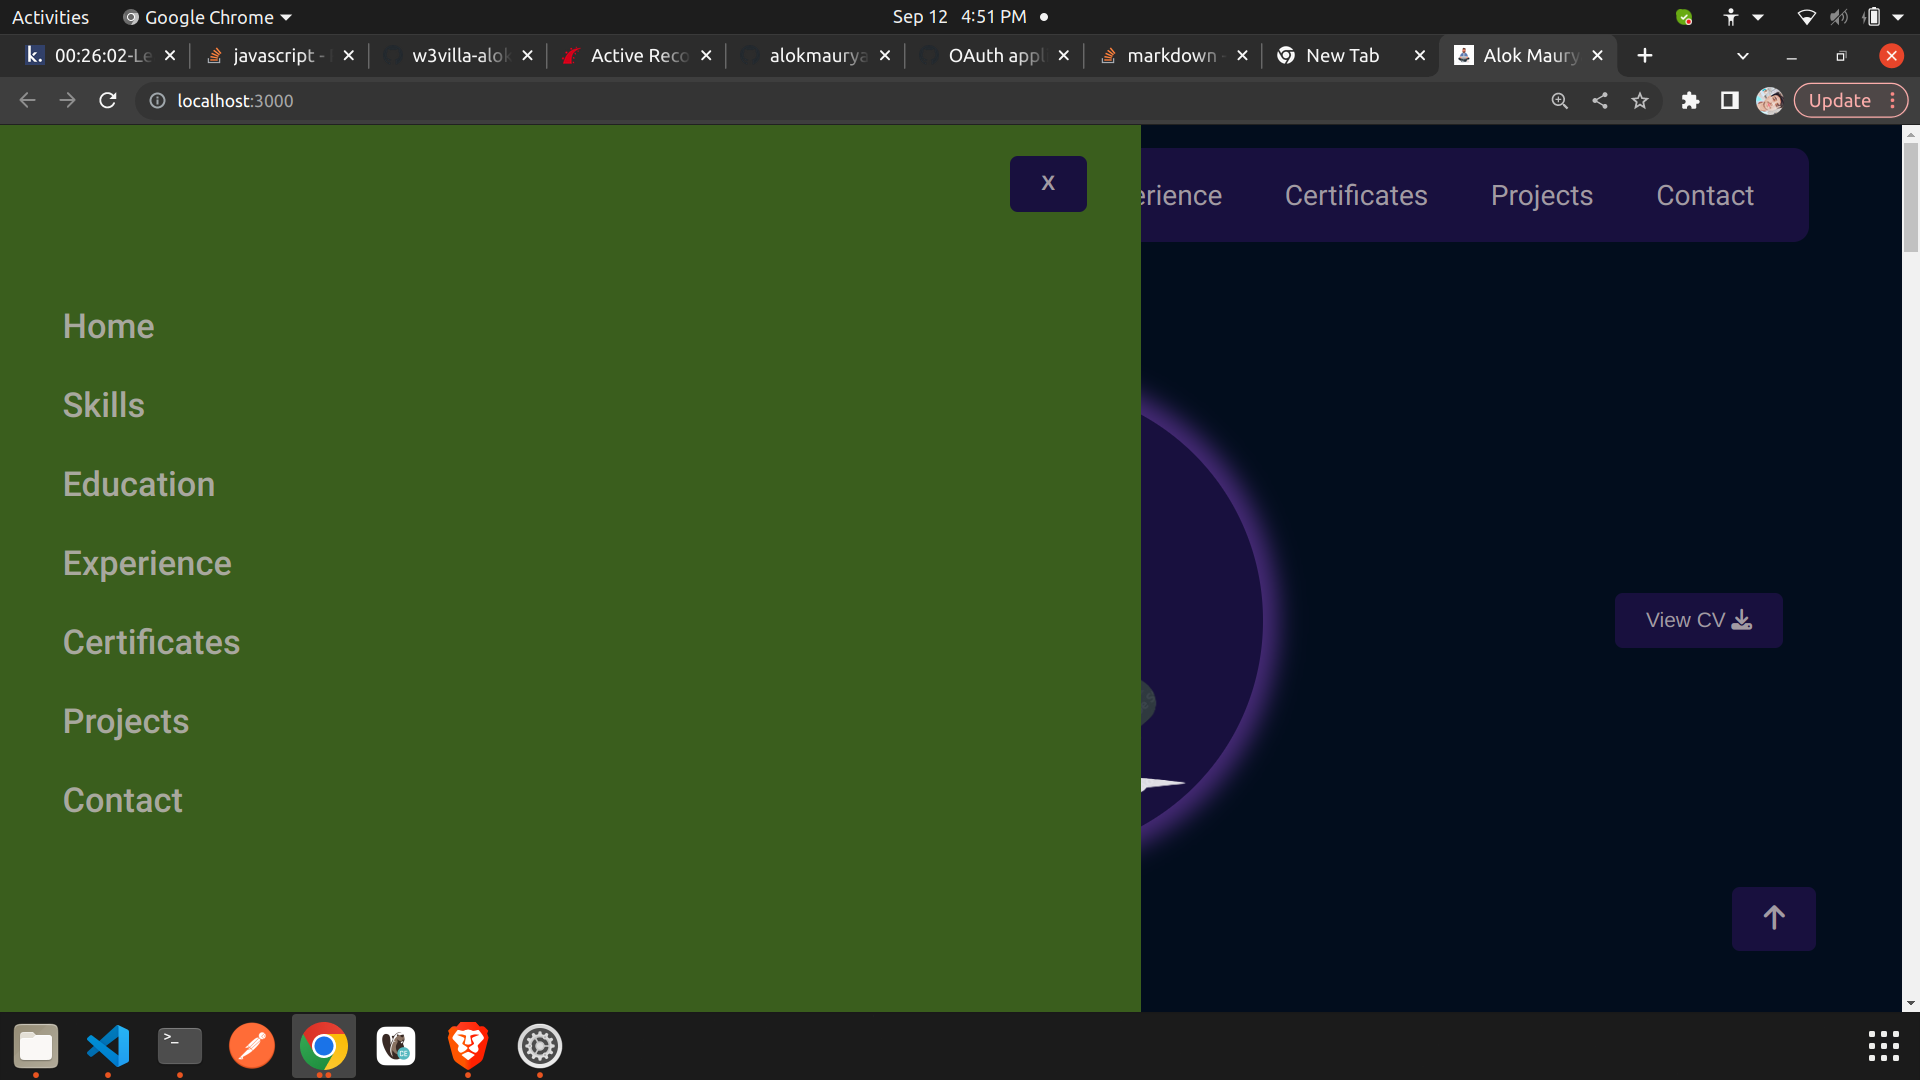 Activities Google Chrome Sep 12 4:51 PM
k. 00:26:02-Le javascript - w3villa-alok Active Reco alokmaurya OAuth appl markdown - New Tab Alok Maury
localhost:3000 Update
X
erience Certificates Projects Contact
Home
Skills
Education
Experience
Certificates
Projects
Contact
View CV
>_
CE